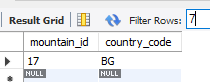 Result Grid Filter Rows: 7
mountain_id country_code
17 BG
NULL NULL